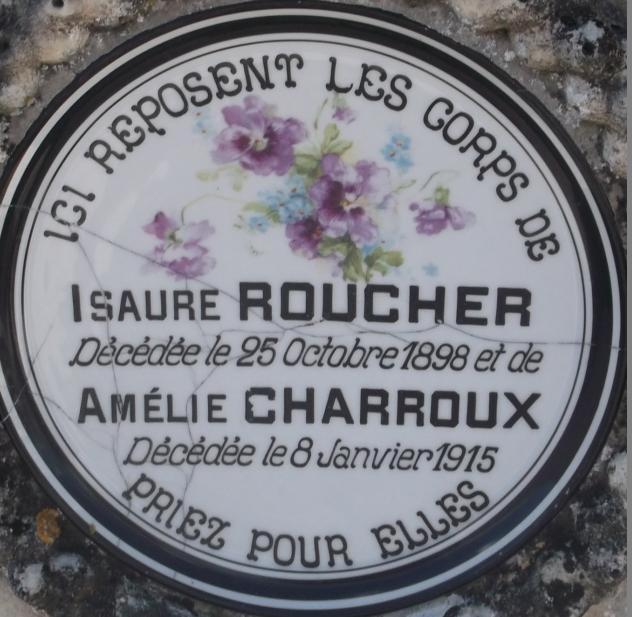 ICI REPOSENT LES CORPS DE
ISAURE ROUCHER
Décédée le 25 Octobre 1898 et de
AMÉLIE CHARROUX
Décédée le 8 Janvier 1915
PRIEZ POUR ELLES